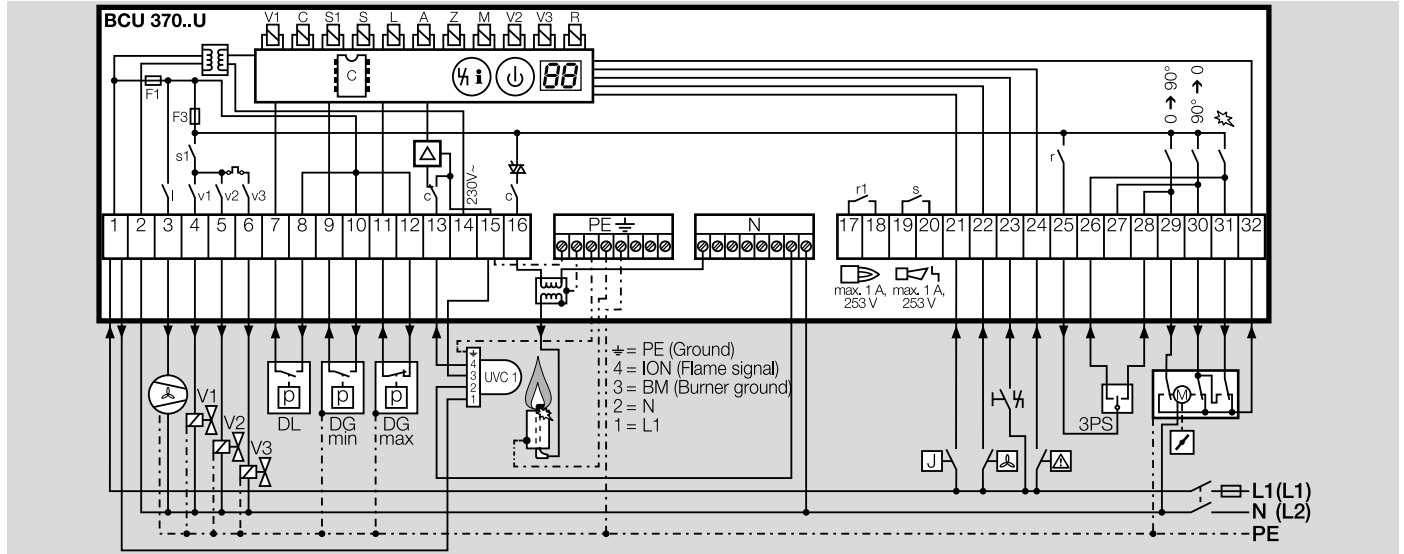 BCU 370..U
V1 C S1 S L A Z M V2 V3 R
C
i
88
F1
F3
s1
l v1 v2 v3
c
230V~
c
r
0 → 90°
90° → 0
r1 s
1 2 3 4 5 6 7 8 9 10 11 12 13 14 15 16
PE
N
17 18 19 20 21 22 23 24 25 26 27 28 29 30 31 32
max. 1 A,
253 V
max. 1 A,
253 V
V1
V2
V3
p
DL
p
DG
min
p
DG
max
4
3
2
1
UVC 1
= PE (Ground)
4 = ION (Flame signal)
3 = BM (Burner ground)
2 = N
1 = L1
J
3PS
M
L1(L1)
N (L2)
PE